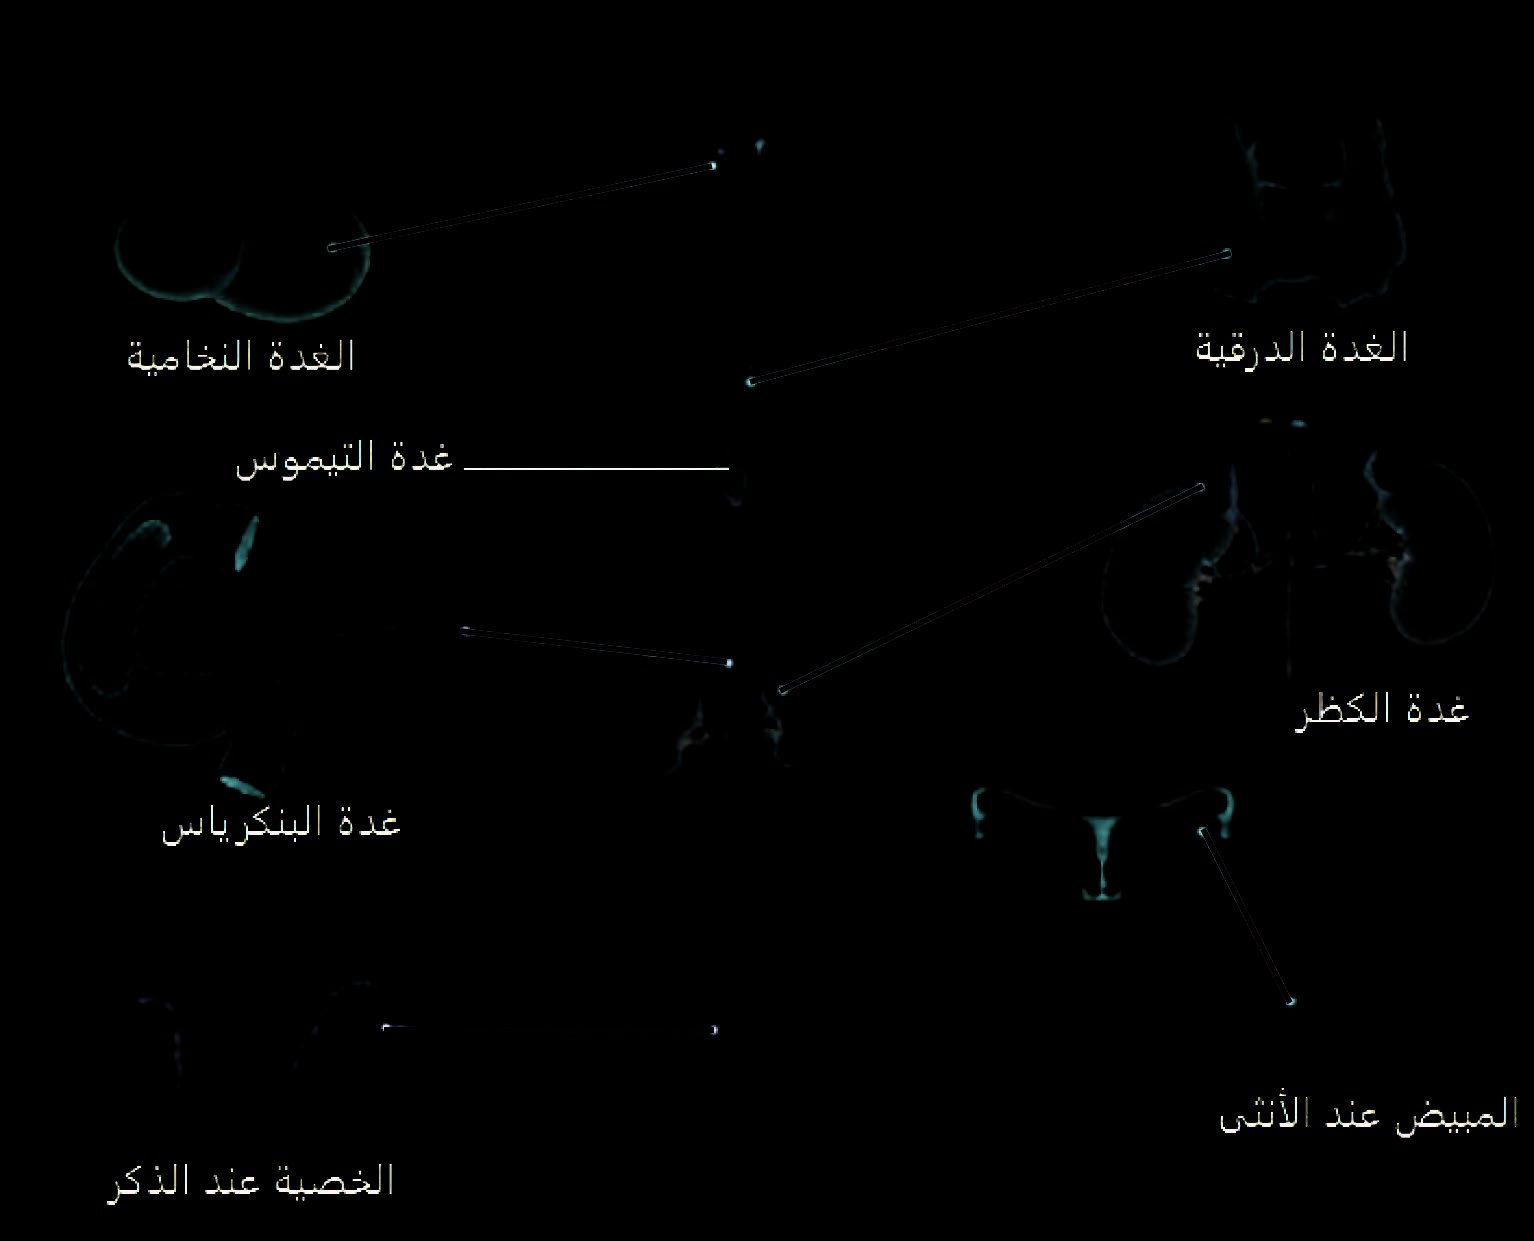 الغدة الدرقية
الغدة النخامية
غدة التيموس
غدة الكظر
غدة البنكرياس
المبيض عند الأنثى
الخصية عند الذكر